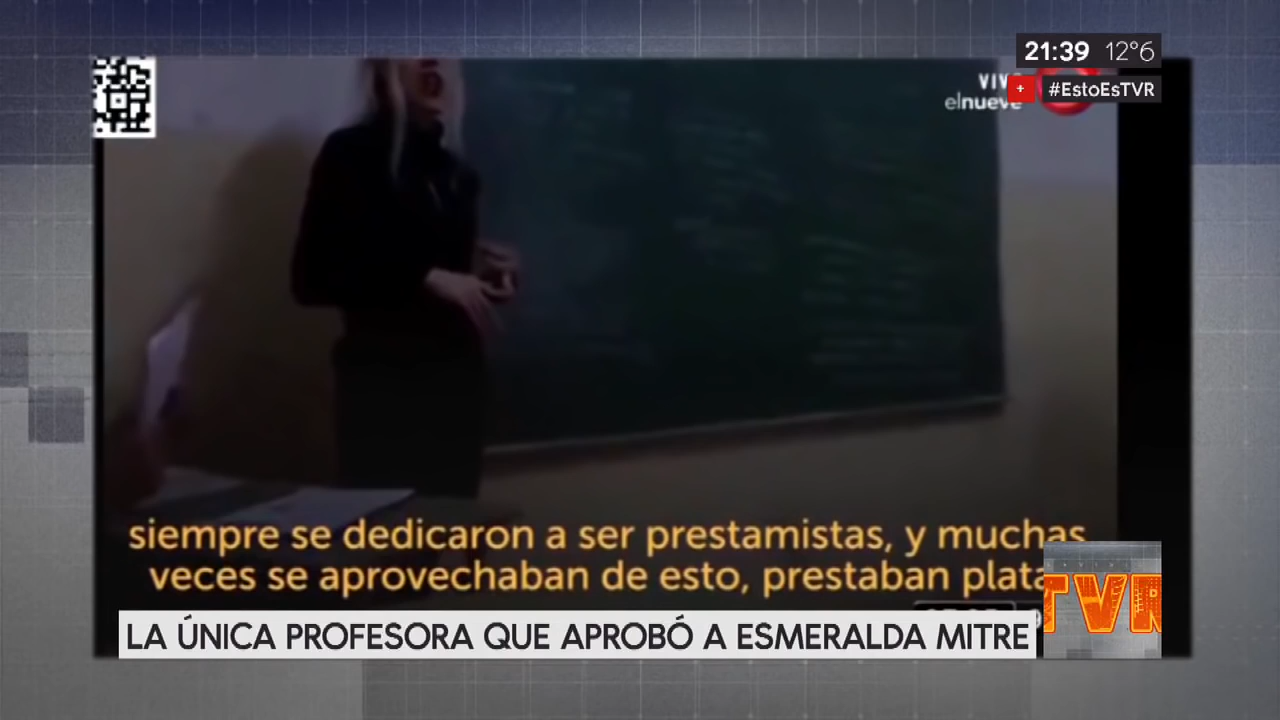 21:39 12°6
VIVO
elnueve
+ #EstoEsTVR
siempre se dedicaron a ser prestamistas, y muchas
veces se aprovechaban de esto, prestaban plata
LA ÚNICA PROFESORA QUE APROBÓ A ESMERALDA MITRE
TVR